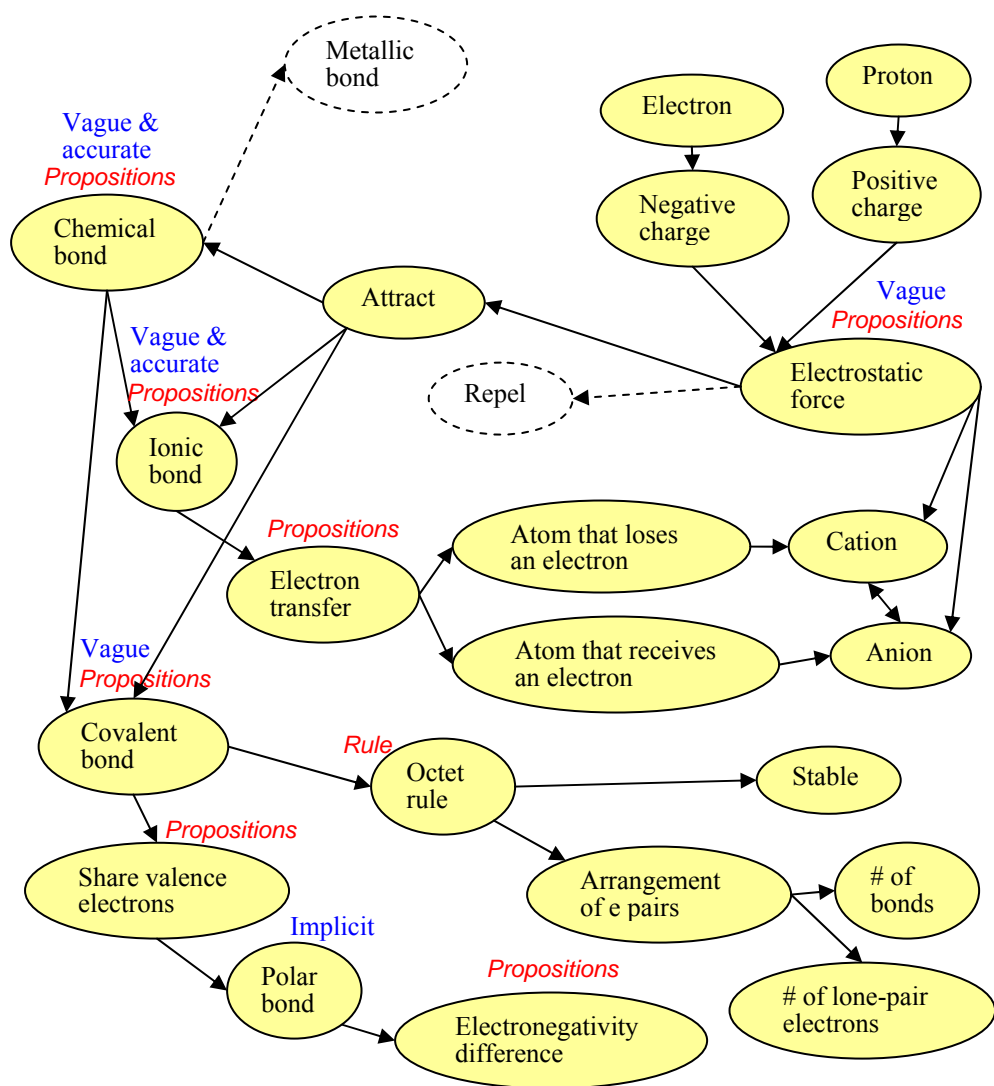 Metallic
bond
Proton
Electron
Vague &
accurate
Propositions
Chemical
bond
Negative
charge
Positive
charge
Attract
Vague
Propositions
Vague &
accurate
Propositions
Electrostatic
force
Repel
Ionic
bond
Propositions
Atom that loses
an electron
Cation
Electron
transfer
Vague
Propositions
Atom that receives
an electron
Anion
Covalent
bond
Rule
Octet
rule
Stable
Propositions
Share valence
electrons
Arrangement
of e pairs
# of
bonds
Implicit
Polar
bond
Propositions
# of lone-pair
electrons
Electronegativity
difference